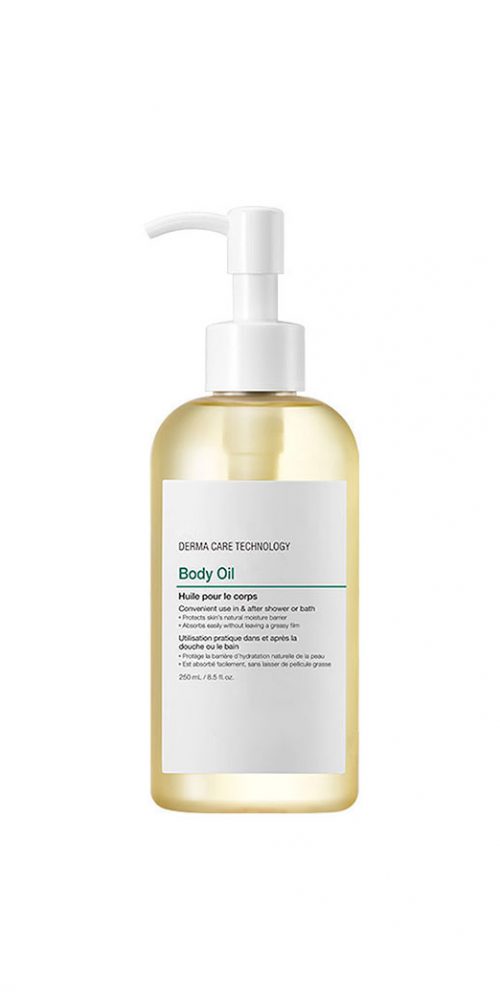 DERMA CARE TECHNOLOGY
Body Oil
Huile pour le corps
Convenient use in & after shower or bath
• Protects skin's natural moisture barrier
• Absorbs easily without leaving a greasy film
Utilisation pratique dans et après la
douche ou le bain
• Protège la barrière d'hydratation naturelle de la peau
• Est absorbé facilement, sans laisser de pellicule grasse
250 mL / 8.5 fl. oz.